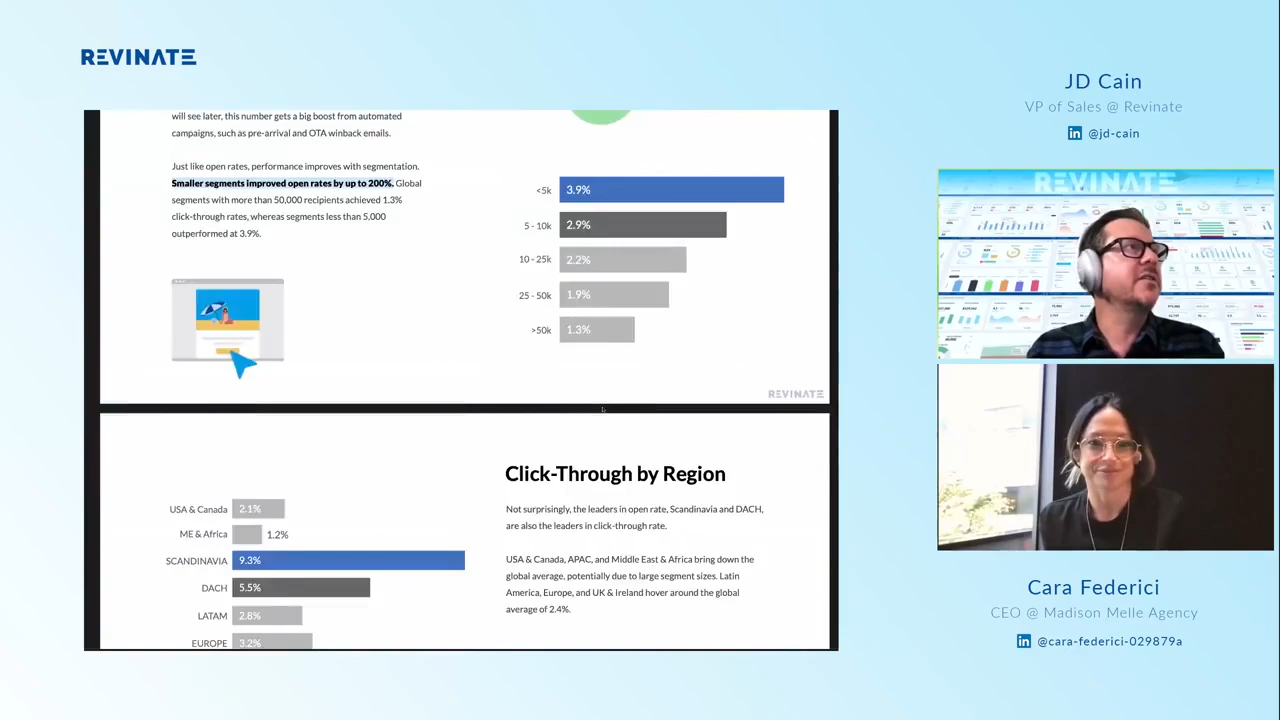 REVINATE
will see later, this number gets a big boost from automated
campaigns, such as pre-arrival and OTA winback emails.
Just like open rates, performance improves with segmentation.
Smaller segments improved open rates by up to 200%. Global
segments with more than 50,000 recipients achieved 1.3%
click-through rates, whereas segments less than 5,000
outperformed at 3.9%.
<5k 3.9%
5 - 10k 2.9%
10 - 25k 2.2%
25 - 50k 1.9%
>50k 1.3%
REVINATE
USA & Canada 2.1%
ME & Africa 1.2%
SCANDINAVIA 9.3%
DACH 5.5%
LATAM 2.8%
EUROPE 3.2%
Click-Through by Region
Not surprisingly, the leaders in open rate, Scandinavia and DACH,
are also the leaders in click-through rate.
USA & Canada, APAC, and Middle East & Africa bring down the
global average, potentially due to large segment sizes. Latin
America, Europe, and UK & Ireland hover around the global
average of 2.4%.
JD Cain
VP of Sales @ Revinate
in @jd-cain
REVINATE
Cara Federici
CEO @ Madison Melle Agency
in @cara-federici-029879a